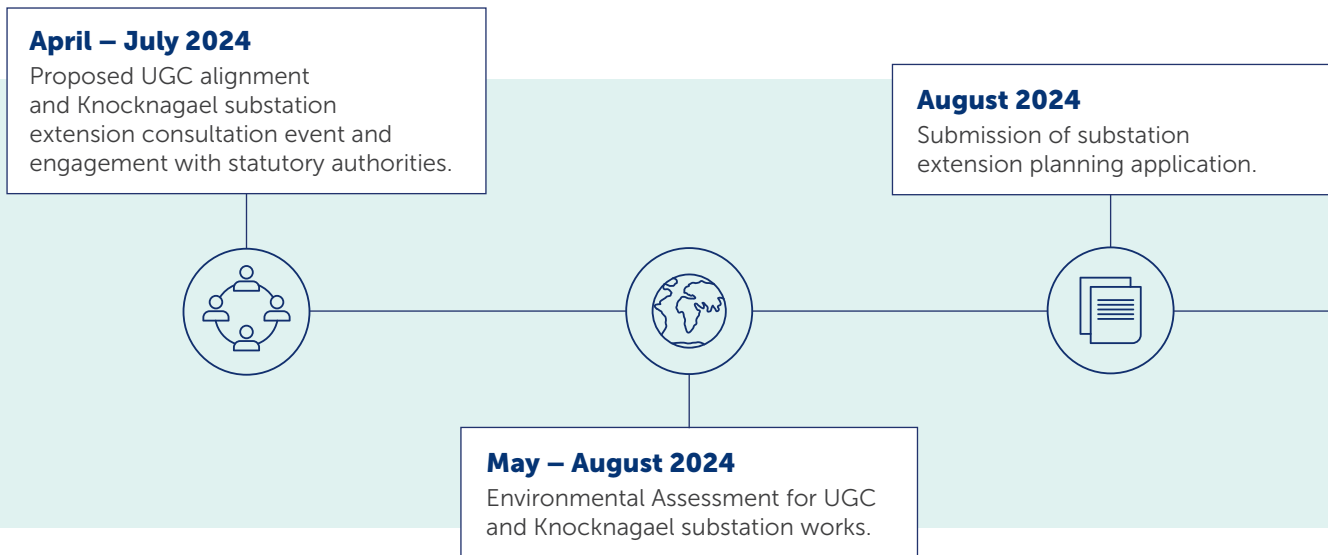 April – July 2024
Proposed UGC alignment
and Knocknagael substation
extension consultation event and
engagement with statutory authorities.
May – August 2024
Environmental Assessment for UGC
and Knocknagael substation works.
August 2024
Submission of substation
extension planning application.